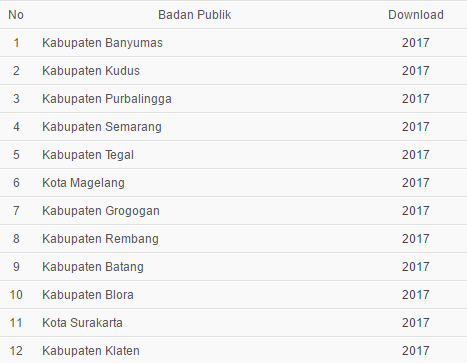 No Badan Publik Download
1 Kabupaten Banyumas 2017
2 Kabupaten Kudus 2017
3 Kabupaten Purbalingga 2017
4 Kabupaten Semarang 2017
5 Kabupaten Tegal 2017
6 Kota Magelang 2017
7 Kabupaten Grogogan 2017
8 Kabupaten Rembang 2017
9 Kabupaten Batang 2017
10 Kabupaten Blora 2017
11 Kota Surakarta 2017
12 Kabupaten Klaten 2017